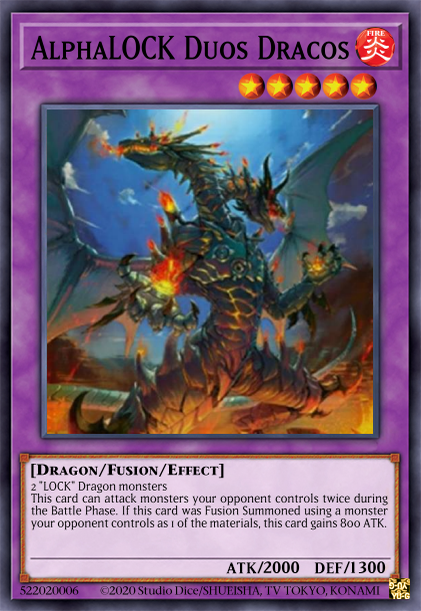 AlphaLOCK Duos Dracos
FIRE
炎
[Dragon/Fusion/Effect]
2 "LOCK" Dragon monsters
This card can attack monsters your opponent controls twice during
the Battle Phase. If this card was Fusion Summoned using a monster
your opponent controls as 1 of the materials, this card gains 800 ATK.
ATK/2000 DEF/1300
522020006 ©2020 Studio Dice/SHUEISHA, TV TOKYO, KONAMI